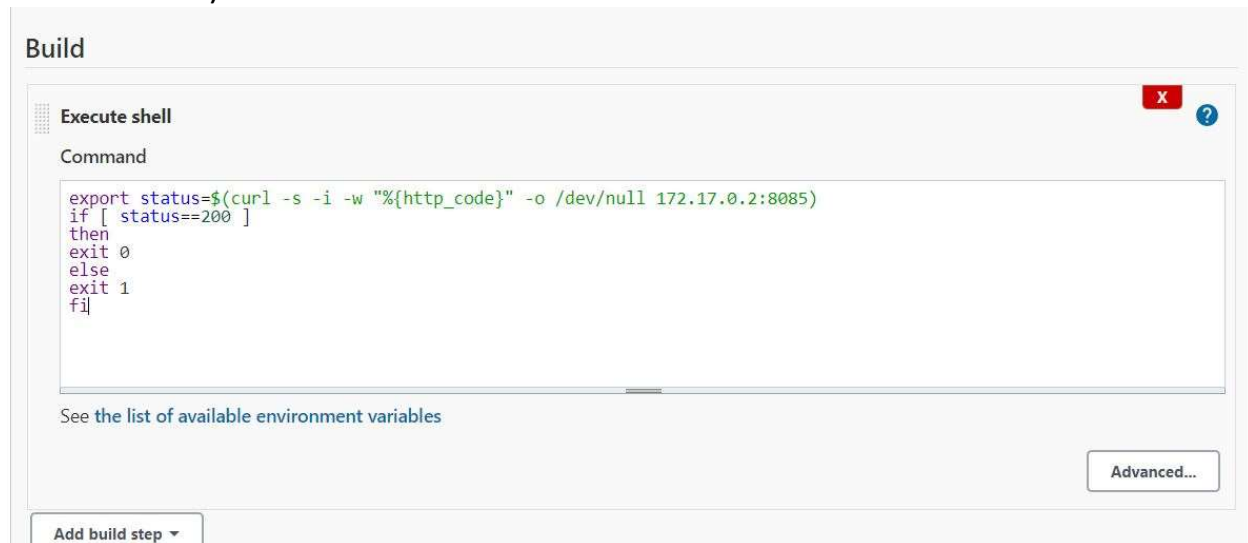 Build
Execute shell
X
?
Command
export status=$(curl -s -i -w "%{http_code}" -o /dev/null 172.17.0.2:8085)
if [ status==200 ]
then
exit 0
else
exit 1
fi
See the list of available environment variables
Advanced...
Add build step